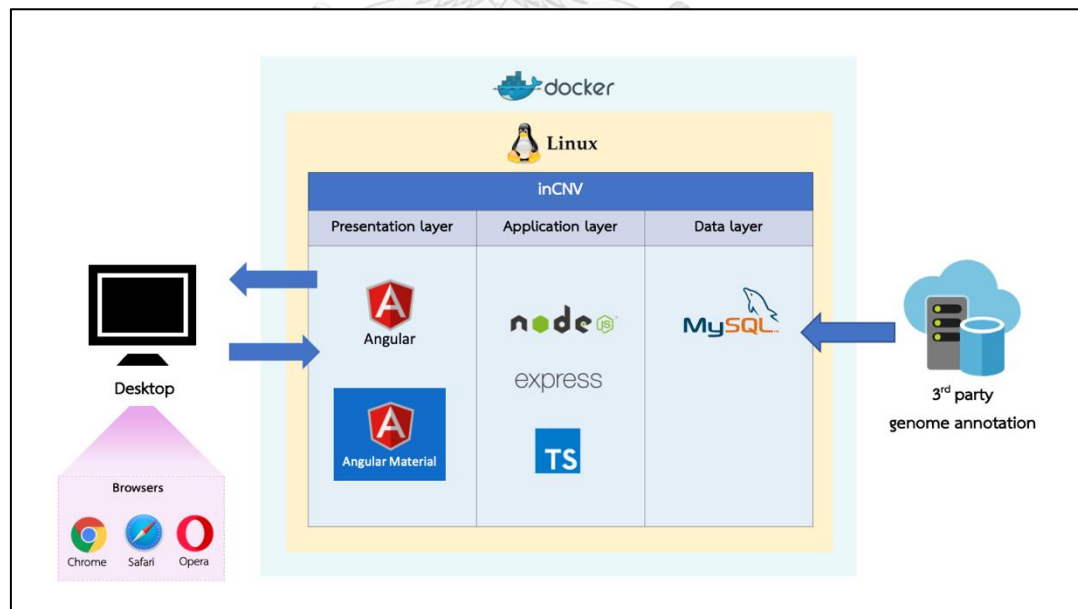 docker
Linux
inCNV
Presentation layer
Application layer
Data layer
Angular
Angular Material
node JS
express
TS
MySQL™
Desktop
Browsers
Chrome
Safari
Opera
3rd party
genome annotation